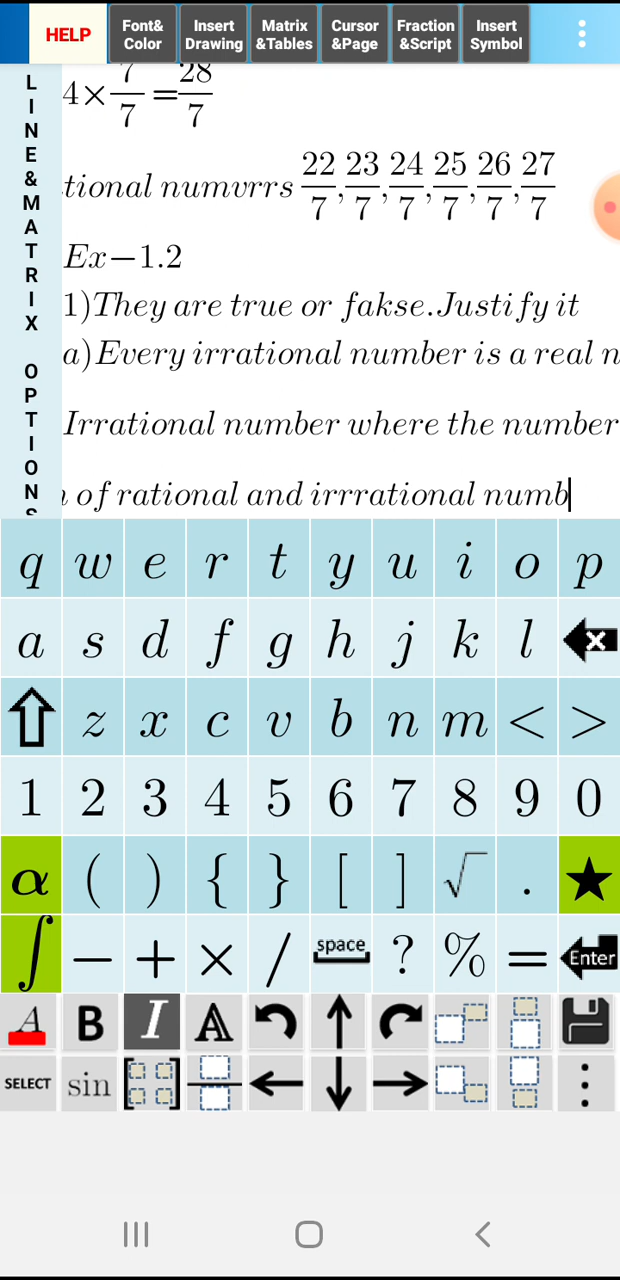 HELP
Font& Color
Insert Drawing
Matrix &Tables
Cursor &Page
Fraction &Script
Insert Symbol
LINE & MATRIX OPTIONS
4×7/7=28/7
tional numvrrs 22/7,23/7,24/7,25/7,26/7,27/7
Ex−1.2
1)They are true or fakse.Justify it
a)Every irrational number is a real n
Irrational number where the number
of rational and irrrational numb
q w e r t y u i o p
a s d f g h j k l
z x c v b n m < >
1 2 3 4 5 6 7 8 9 0
α ( ) { } [ ] √ . ★
∫ − + × / space ? % = Enter
A B I A
SELECT sin